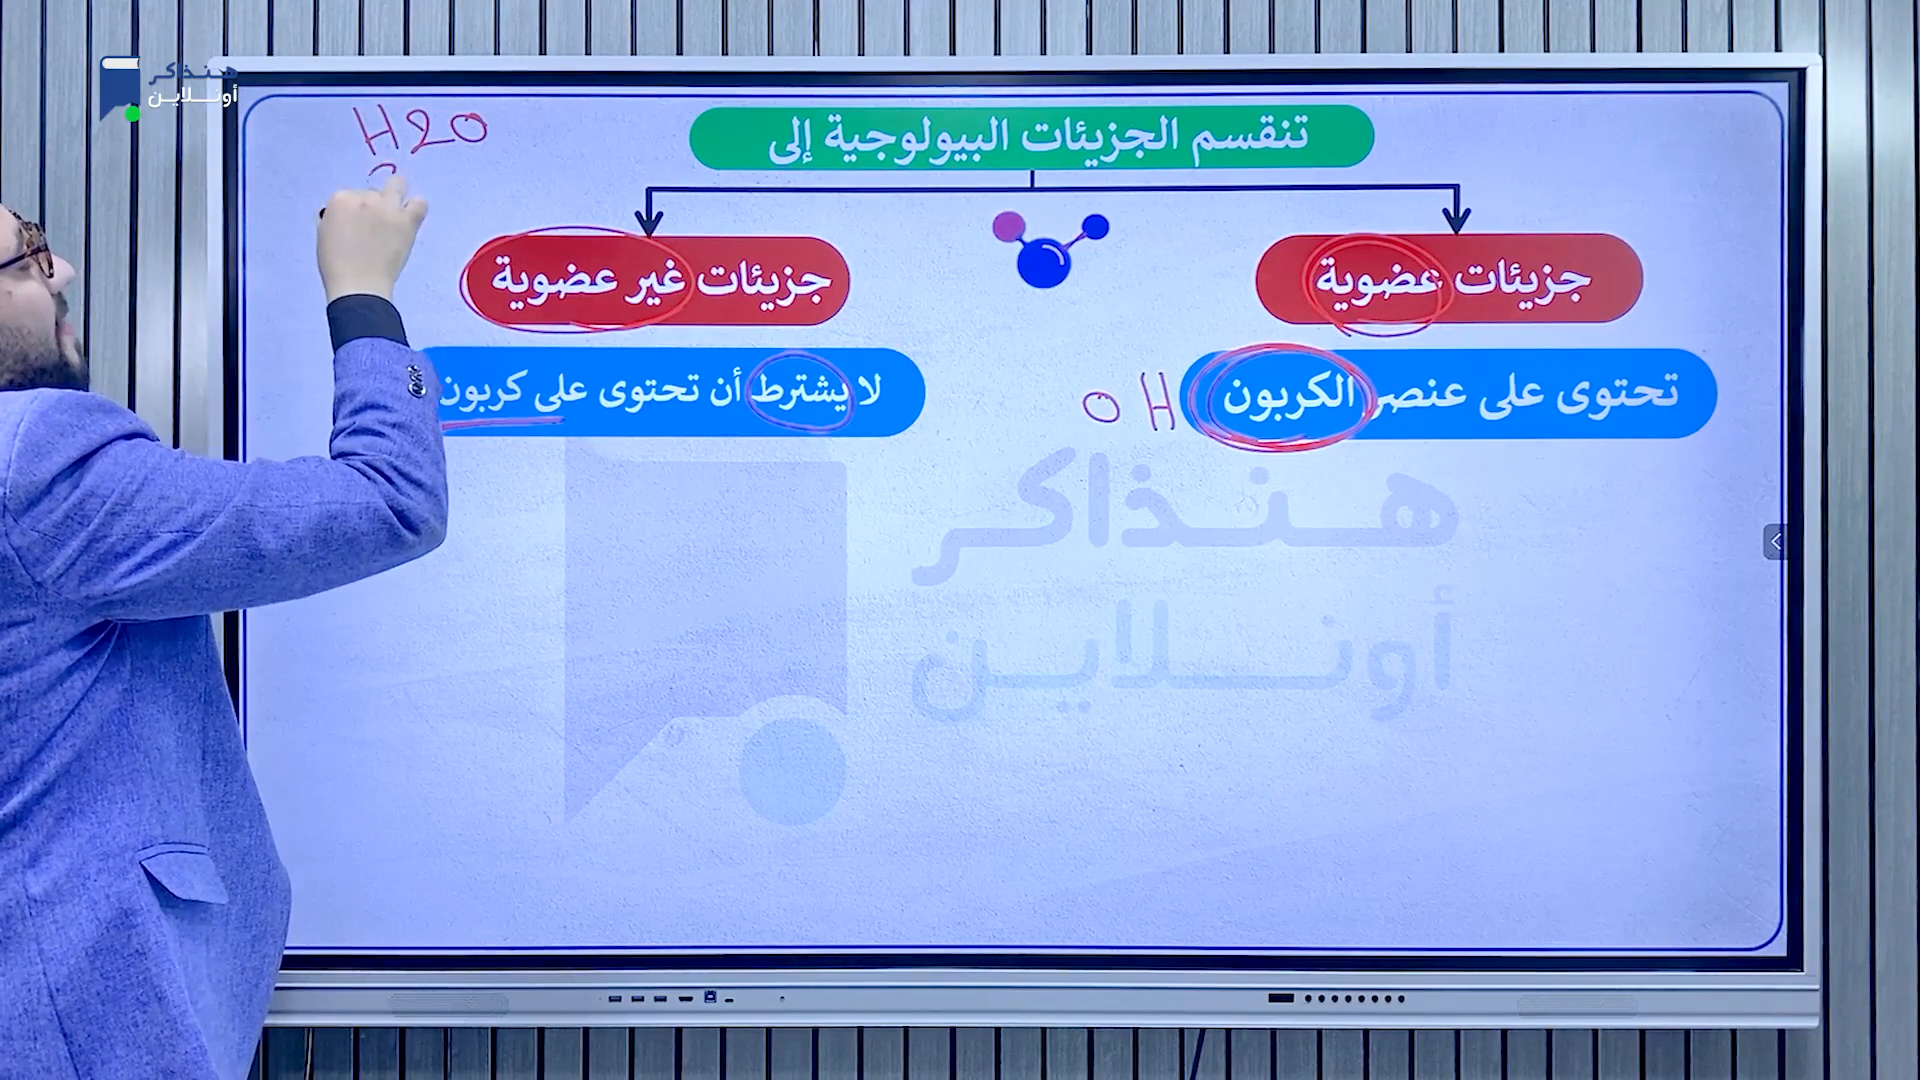 هنذاكر
أونلاين
H2O
تنقسم الجزيئات البيولوجية إلى
جزيئات عضوية
جزيئات غير عضوية
تحتوى على عنصر الكربون
H O
لا يشترط أن تحتوى على كربون
هنذاكر
أونلاين